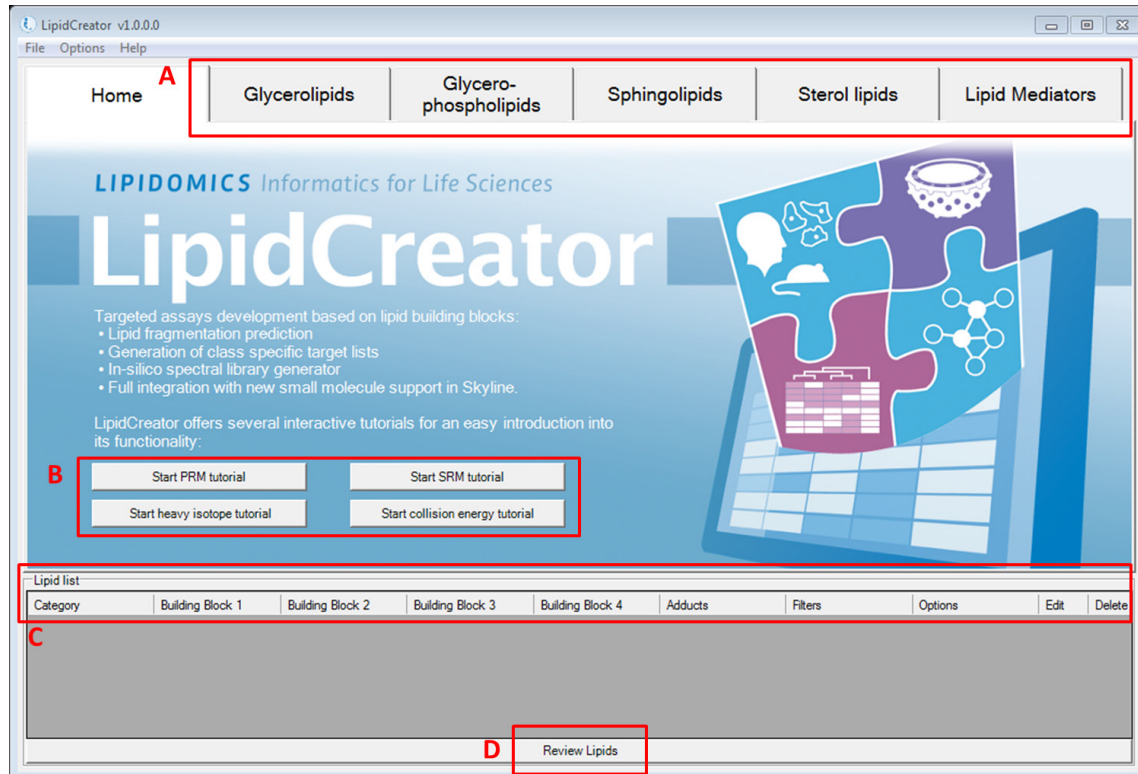 LipidCreator v1.0.0.0
File Options Help
A
Home
Glycerolipids
Glycero-
phospholipids
Sphingolipids
Sterol lipids
Lipid Mediators
LIPIDOMICS Informatics for Life Sciences
LipidCreator
Targeted assays development based on lipid building blocks:
• Lipid fragmentation prediction
• Generation of class specific target lists
• In-silico spectral library generator
• Full integration with new small molecule support in Skyline.
LipidCreator offers several interactive tutorials for an easy introduction into
its functionality:
B
Start PRM tutorial
Start SRM tutorial
Start heavy isotope tutorial
Start collision energy tutorial
Lipid list
Category Building Block 1 Building Block 2 Building Block 3 Building Block 4 Adducts Filters Options Edit Delete
C
D
Review Lipids